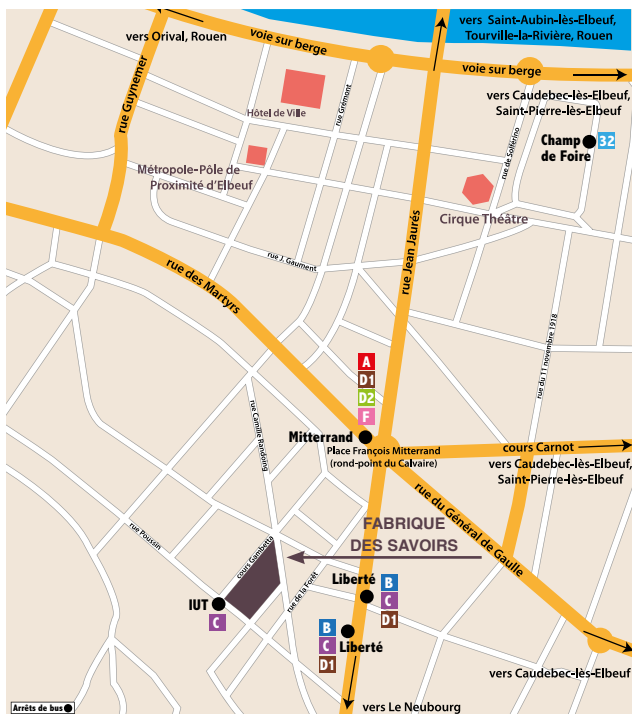 vers Saint-Aubin-lès-Elbeuf,
Tourville-la-Rivière, Rouen
vers Orival, Rouen
voie sur berge
voie sur berge
vers Caudebec-lès-Elbeuf,
Saint-Pierre-lès-Elbeuf
rue Guynemer
Hôtel de Ville
rue Grémont
rue de Solférino
Champ
de Foire
32
Métropole-Pôle de
Proximité d'Elbeuf
Cirque Théâtre
rue J. Gaument
rue Jean Jaurés
rue des Martyrs
rue du 11 novembre 1918
A
D1
D2
F
rue Camille Randoing
Mitterrand
Place François Mitterrand
(rond-point du Calvaire)
cours Carnot
vers Caudebec-lès-Elbeuf,
Saint-Pierre-lès-Elbeuf
rue du Général de Gaulle
FABRIQUE
DES SAVOIRS
rue Poussin
cours Gambetta
rue de la Forêt
IUT
C
Liberté
B
C
D1
B
C
D1
Liberté
vers Caudebec-lès-Elbeuf
vers Le Neubourg
Arrêts de bus